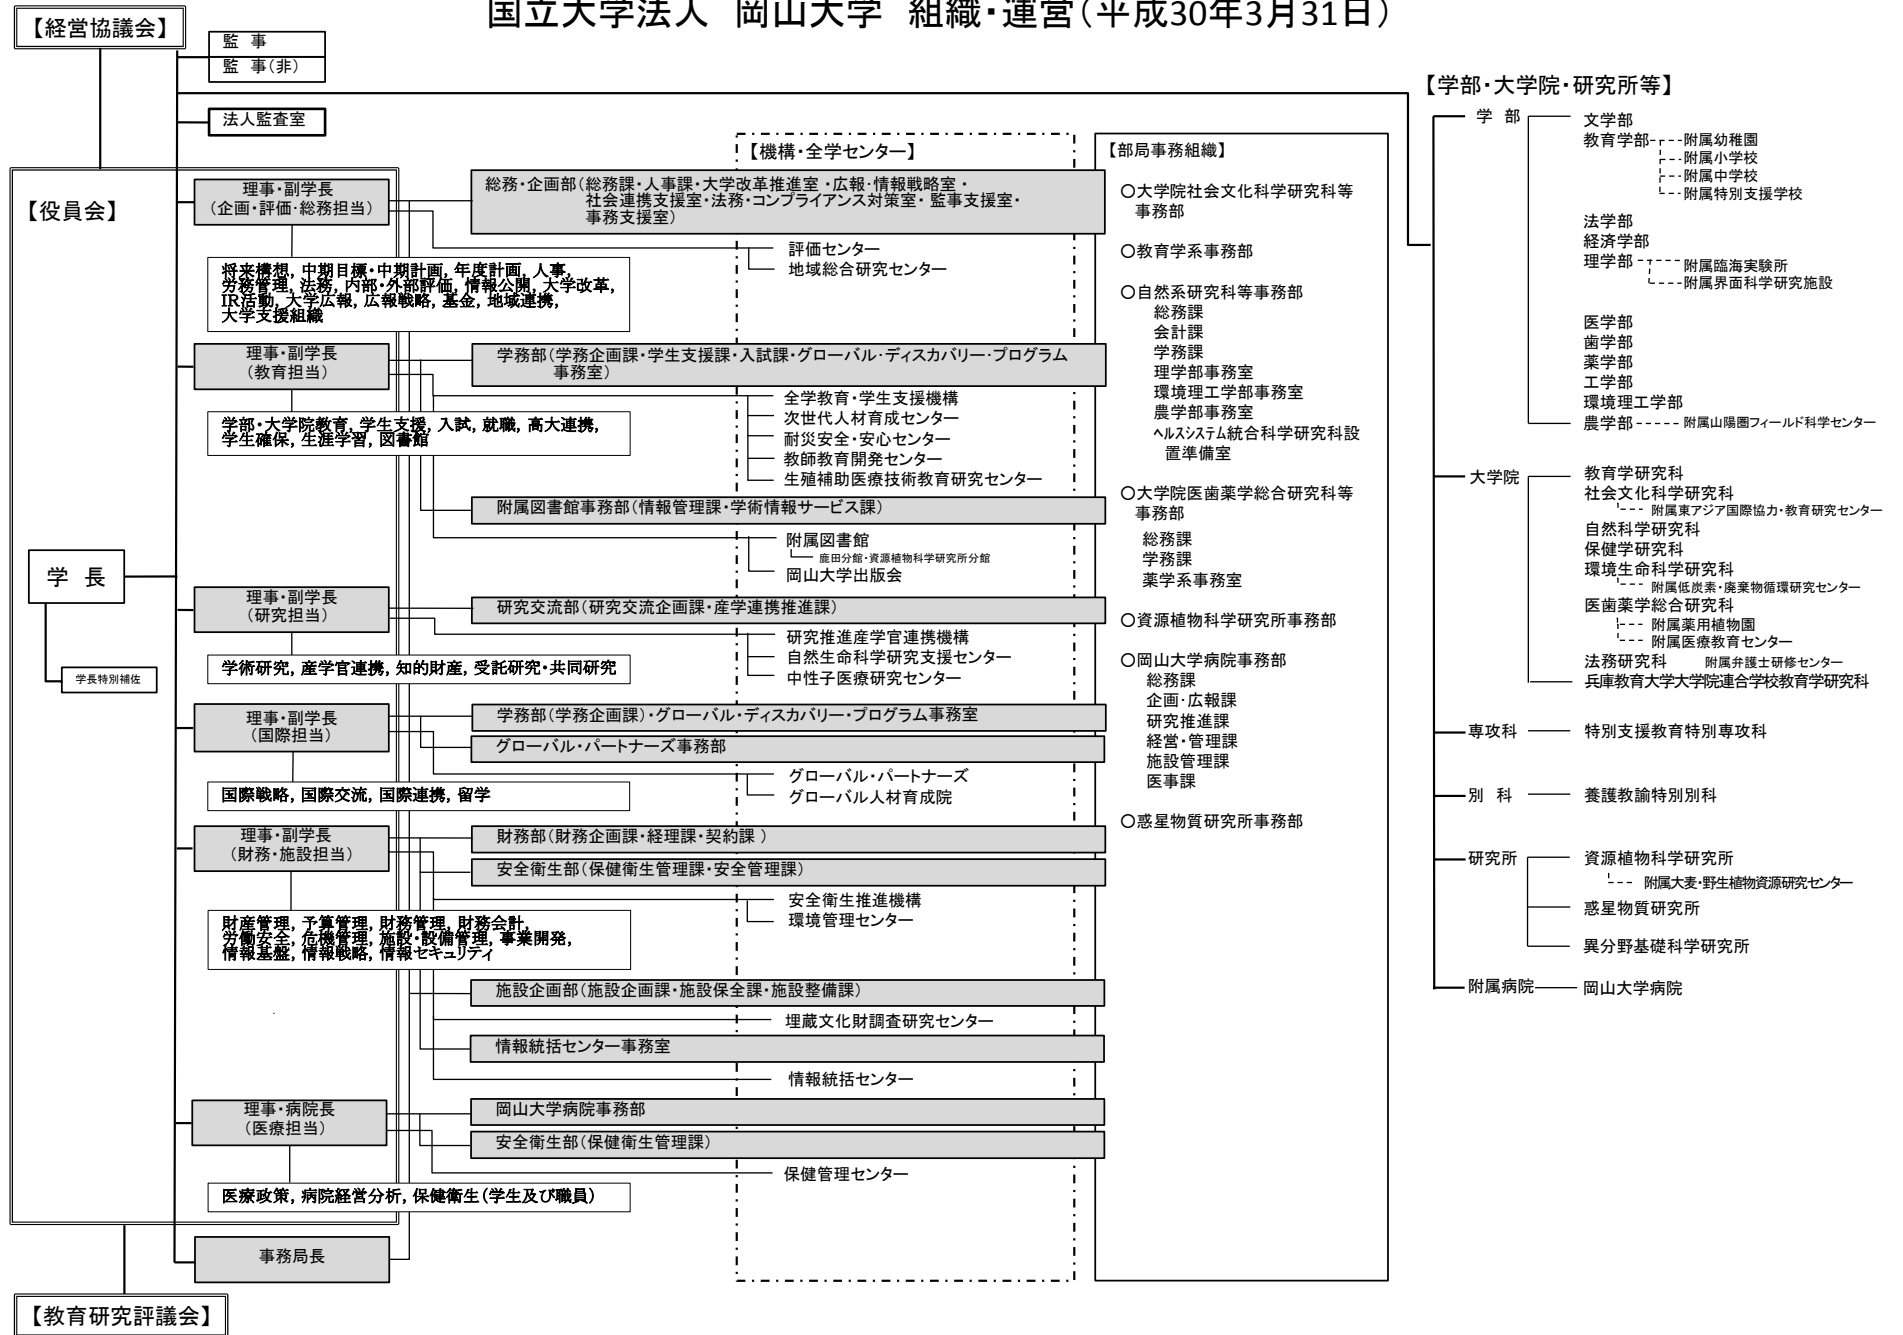 国立大学法人　岡山大学　組織・運営（平成30年3月31日）
【経営協議会】
監　事
監　事（非）
法人監査室
【役員会】
学　長
学長特別補佐
理事・副学長
（企画・評価・総務担当）
将来構想，中期目標・中期計画，年度計画，人事，
労務管理，法務，内部・外部評価，情報公開，大学改革，
IR活動，大学広報，広報戦略，基金，地域連携，
大学支援組織
理事・副学長
（教育担当）
学部・大学院教育，学生支援，入試，就職，高大連携，
学生確保，生涯学習，図書館
理事・副学長
（研究担当）
学術研究，産学官連携，知的財産，受託研究・共同研究
理事・副学長
（国際担当）
国際戦略，国際交流，国際連携，留学
理事・副学長
（財務・施設担当）
財産管理，予算管理，財務管理，財務会計，
労働安全，危機管理，施設・設備管理，事業開発，
情報基盤，情報戦略，情報セキュリティ
理事・病院長
（医療担当）
医療政策，病院経営分析，保健衛生（学生及び職員）
事務局長
【教育研究評議会】
【機構・全学センター】
総務・企画部（総務課・人事課・大学改革推進室・広報・情報戦略室・
社会連携支援室・法務・コンプライアンス対策室・監事支援室・
事務支援室）
評価センター
地域総合研究センター
学務部（学務企画課・学生支援課・入試課・グローバル・ディスカバリー・プログラム
事務室）
全学教育・学生支援機構
次世代人材育成センター
耐災安全・安心センター
教師教育開発センター
生殖補助医療技術教育研究センター
附属図書館事務部（情報管理課・学術情報サービス課）
附属図書館
鹿田分館・資源植物科学研究所分館
岡山大学出版会
研究交流部（研究交流企画課・産学連携推進課）
研究推進産学官連携機構
自然生命科学研究支援センター
中性子医療研究センター
学務部（学務企画課）・グローバル・ディスカバリー・プログラム事務室
グローバル・パートナーズ事務部
グローバル・パートナーズ
グローバル人材育成院
財務部（財務企画課・経理課・契約課 ）
安全衛生部（保健衛生管理課・安全管理課）
安全衛生推進機構
環境管理センター
施設企画部（施設企画課・施設保全課・施設整備課）
埋蔵文化財調査研究センター
情報統括センター事務室
情報統括センター
岡山大学病院事務部
安全衛生部（保健衛生管理課）
保健管理センター
【部局事務組織】
○大学院社会文化科学研究科等
事務部
○教育学系事務部
○自然系研究科等事務部
総務課
会計課
学務課
理学部事務室
環境理工学部事務室
農学部事務室
ヘルスシステム統合科学研究科設
置準備室
○大学院医歯薬学総合研究科等
事務部
総務課
学務課
薬学系事務室
○資源植物科学研究所事務部
○岡山大学病院事務部
総務課
企画・広報課
研究推進課
経営・管理課
施設管理課
医事課
○惑星物質研究所事務部
【学部・大学院・研究所等】
学　部
文学部
教育学部
附属幼稚園
附属小学校
附属中学校
附属特別支援学校
法学部
経済学部
理学部
附属臨海実験所
附属界面科学研究施設
医学部
歯学部
薬学部
工学部
環境理工学部
農学部
附属山陽圏フィールド科学センター
大学院
教育学研究科
社会文化科学研究科
附属東アジア国際協力・教育研究センター
自然科学研究科
保健学研究科
環境生命科学研究科
附属低炭素・廃棄物循環研究センター
医歯薬学総合研究科
附属薬用植物園
附属医療教育センター
法務研究科　附属弁護士研修センター
兵庫教育大学大学院連合学校教育学研究科
専攻科
特別支援教育特別専攻科
別　科
養護教諭特別別科
研究所
資源植物科学研究所
附属大麦・野生植物資源研究センター
惑星物質研究所
異分野基礎科学研究所
附属病院
岡山大学病院